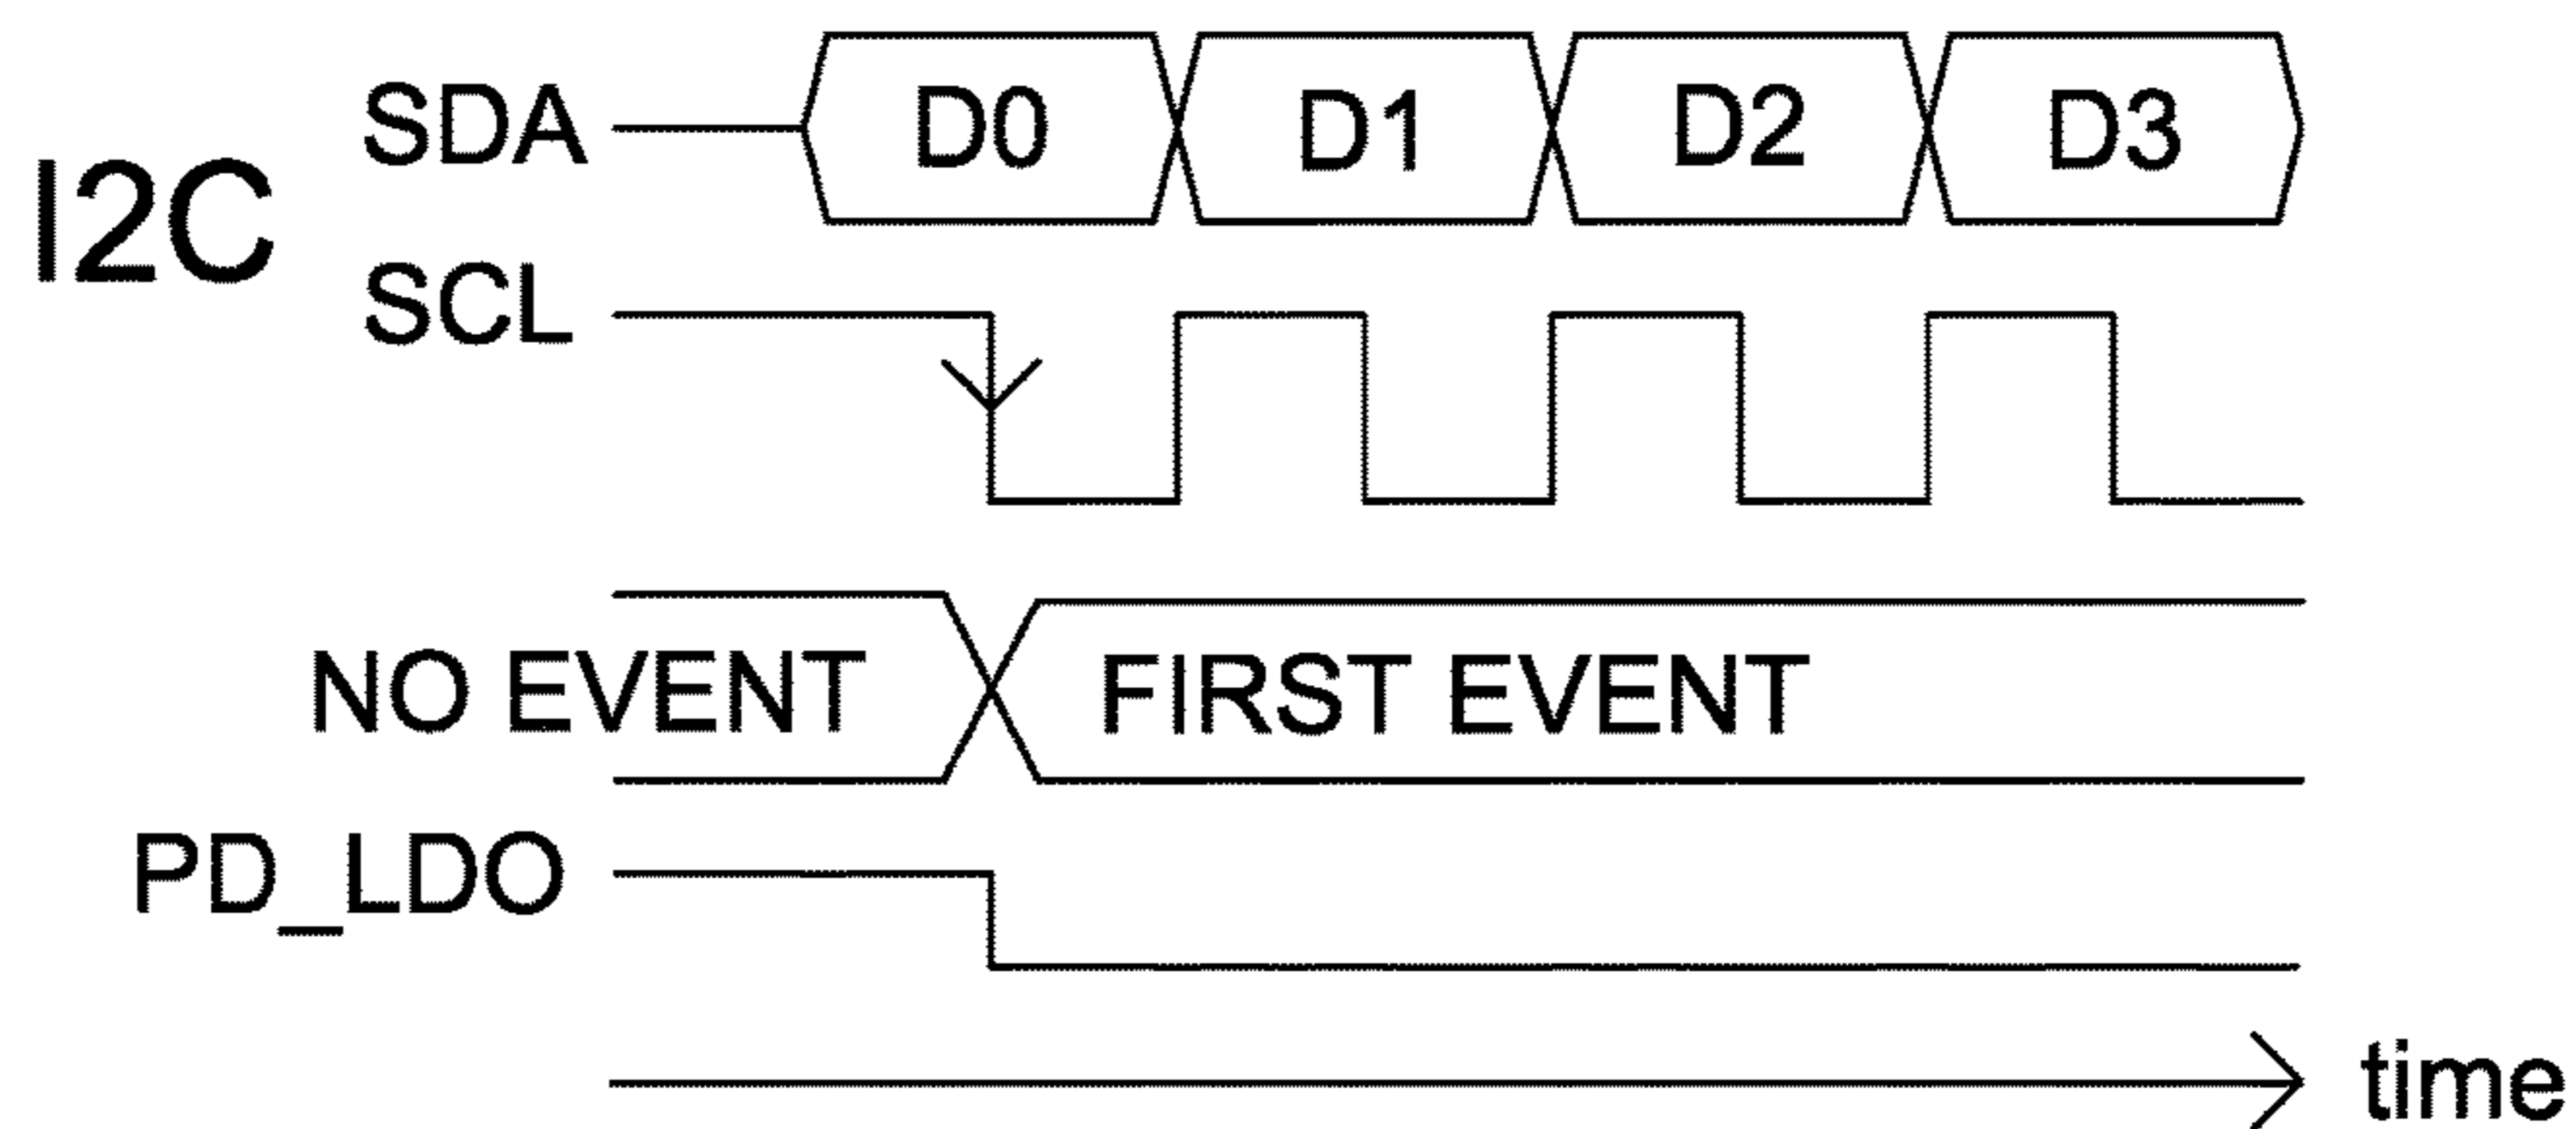 SDA D0 D1 D2 D3
I2C
SCL
NO EVENT FIRST EVENT
PD_LDO
time